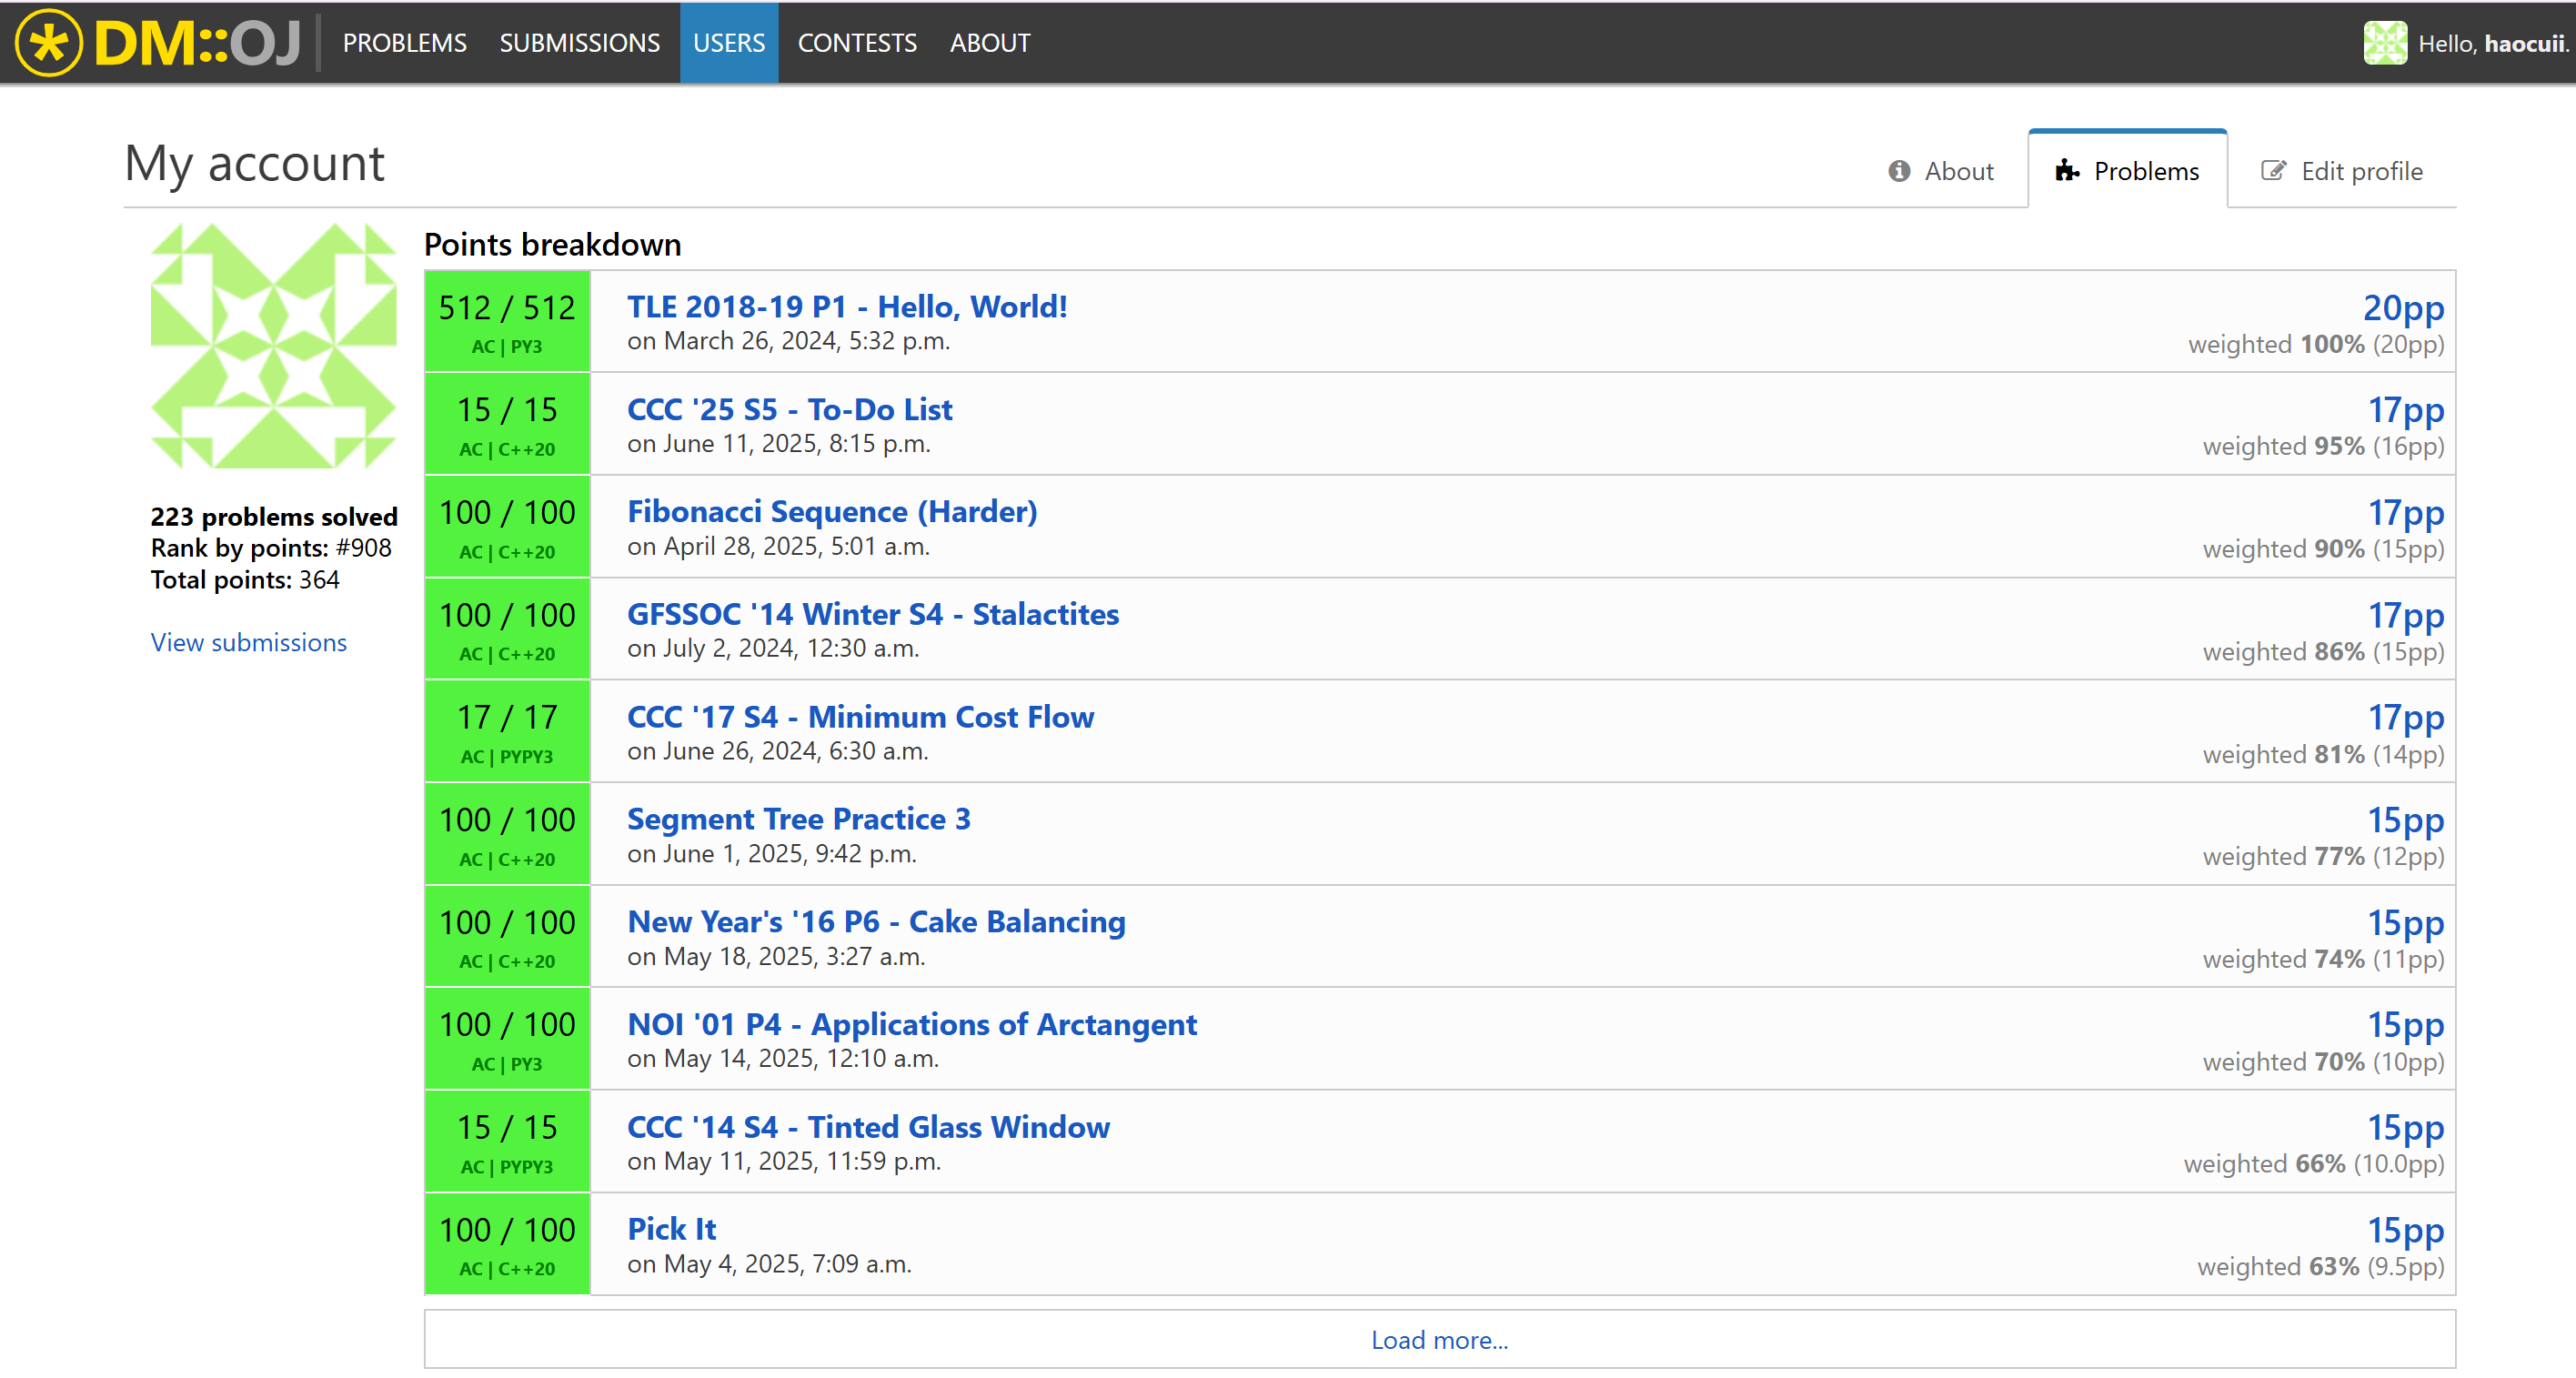 DM::OJ PROBLEMS SUBMISSIONS USERS CONTESTS ABOUT Hello, haocuii.
My account
About Problems Edit profile
Points breakdown
223 problems solved
Rank by points: #908
Total points: 364
View submissions
512 / 512
AC | PY3
TLE 2018-19 P1 - Hello, World!
on March 26, 2024, 5:32 p.m.
20pp
weighted 100% (20pp)
15 / 15
AC | C++20
CCC '25 S5 - To-Do List
on June 11, 2025, 8:15 p.m.
17pp
weighted 95% (16pp)
100 / 100
AC | C++20
Fibonacci Sequence (Harder)
on April 28, 2025, 5:01 a.m.
17pp
weighted 90% (15pp)
100 / 100
AC | C++20
GFSSOC '14 Winter S4 - Stalactites
on July 2, 2024, 12:30 a.m.
17pp
weighted 86% (15pp)
17 / 17
AC | PYPY3
CCC '17 S4 - Minimum Cost Flow
on June 26, 2024, 6:30 a.m.
17pp
weighted 81% (14pp)
100 / 100
AC | C++20
Segment Tree Practice 3
on June 1, 2025, 9:42 p.m.
15pp
weighted 77% (12pp)
100 / 100
AC | C++20
New Year's '16 P6 - Cake Balancing
on May 18, 2025, 3:27 a.m.
15pp
weighted 74% (11pp)
100 / 100
AC | PY3
NOI '01 P4 - Applications of Arctangent
on May 14, 2025, 12:10 a.m.
15pp
weighted 70% (10pp)
15 / 15
AC | PYPY3
CCC '14 S4 - Tinted Glass Window
on May 11, 2025, 11:59 p.m.
15pp
weighted 66% (10.0pp)
100 / 100
AC | C++20
Pick It
on May 4, 2025, 7:09 a.m.
15pp
weighted 63% (9.5pp)
Load more...